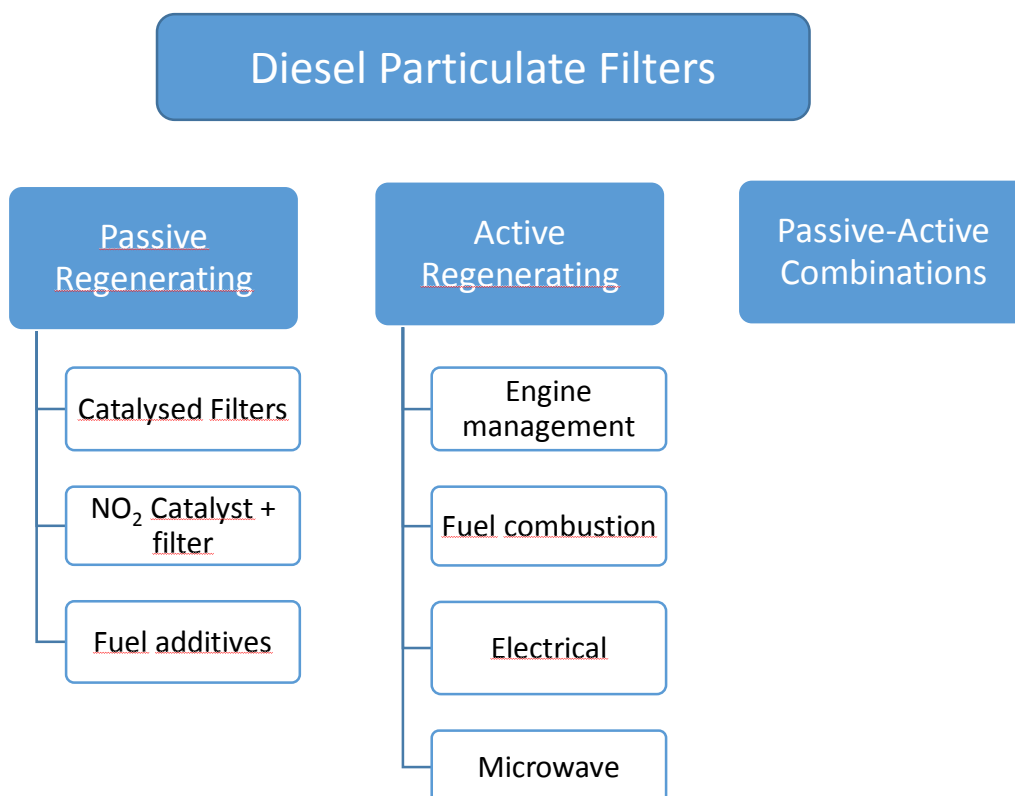 Diesel Particulate Filters
Passive
Regenerating
Catalysed Filters
NO₂ Catalyst +
filter
Fuel additives
Active
Regenerating
Engine
management
Fuel combustion
Electrical
Microwave
Passive-Active
Combinations